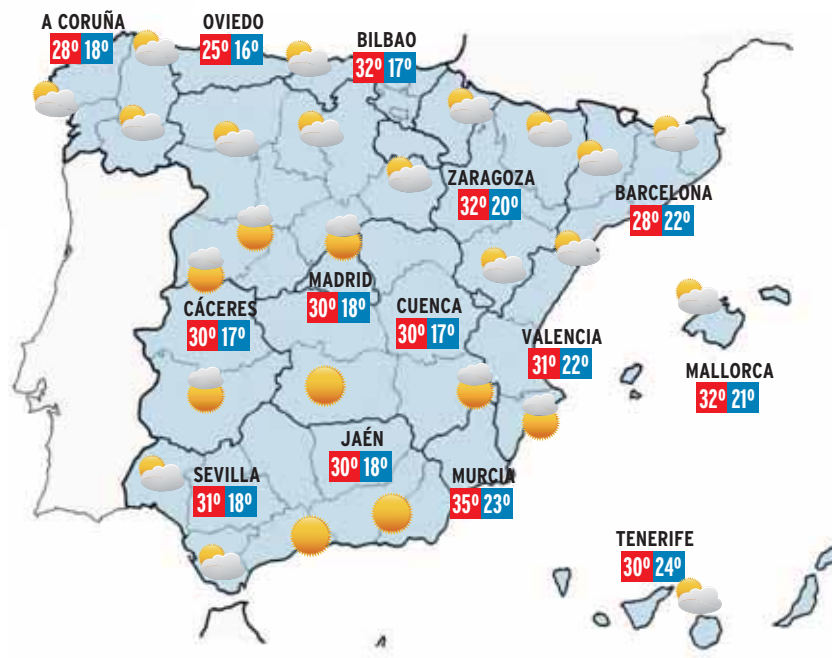 A CORUÑA
28º 18º
OVIEDO
25º 16º
BILBAO
32º 17º
ZARAGOZA
32º 20º
BARCELONA
28º 22º
MADRID
30º 18º
CÁCERES
30º 17º
CUENCA
30º 17º
VALENCIA
31º 22º
MALLORCA
32º 21º
JAÉN
30º 18º
SEVILLA
31º 18º
MURCIA
35º 23º
TENERIFE
30º 24º